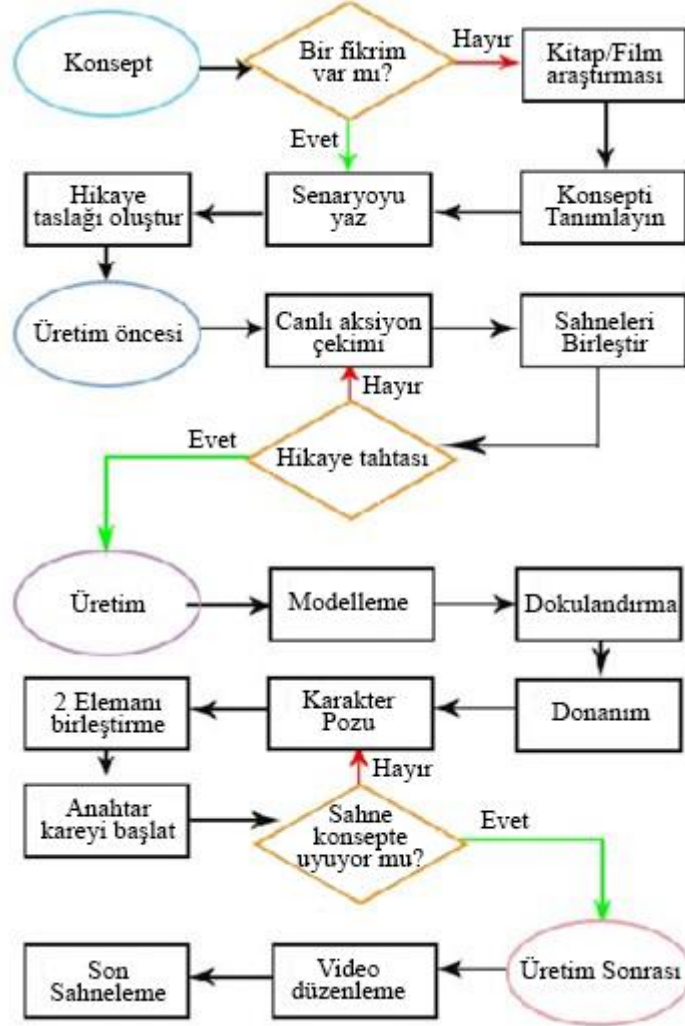 Konsept
Bir fikrim
var mı?
Hayır
Kitap/Film
araştırması
Evet
Hikaye
taslağı oluştur
Senaryoyu
yaz
Konsepti
Tanımlayın
Üretim öncesi
Canlı aksiyon
çekimi
Sahneleri
Birleştir
Hayır
Evet
Hikaye tahtası
Üretim
Modelleme
Dokulandırma
2 Elemanı
birleştirme
Karakter
Pozu
Donanım
Hayır
Anahtar
kareyi başlat
Sahne
konsepte
uyuyor mu?
Evet
Son
Sahneleme
Video
düzenleme
Üretim Sonrası